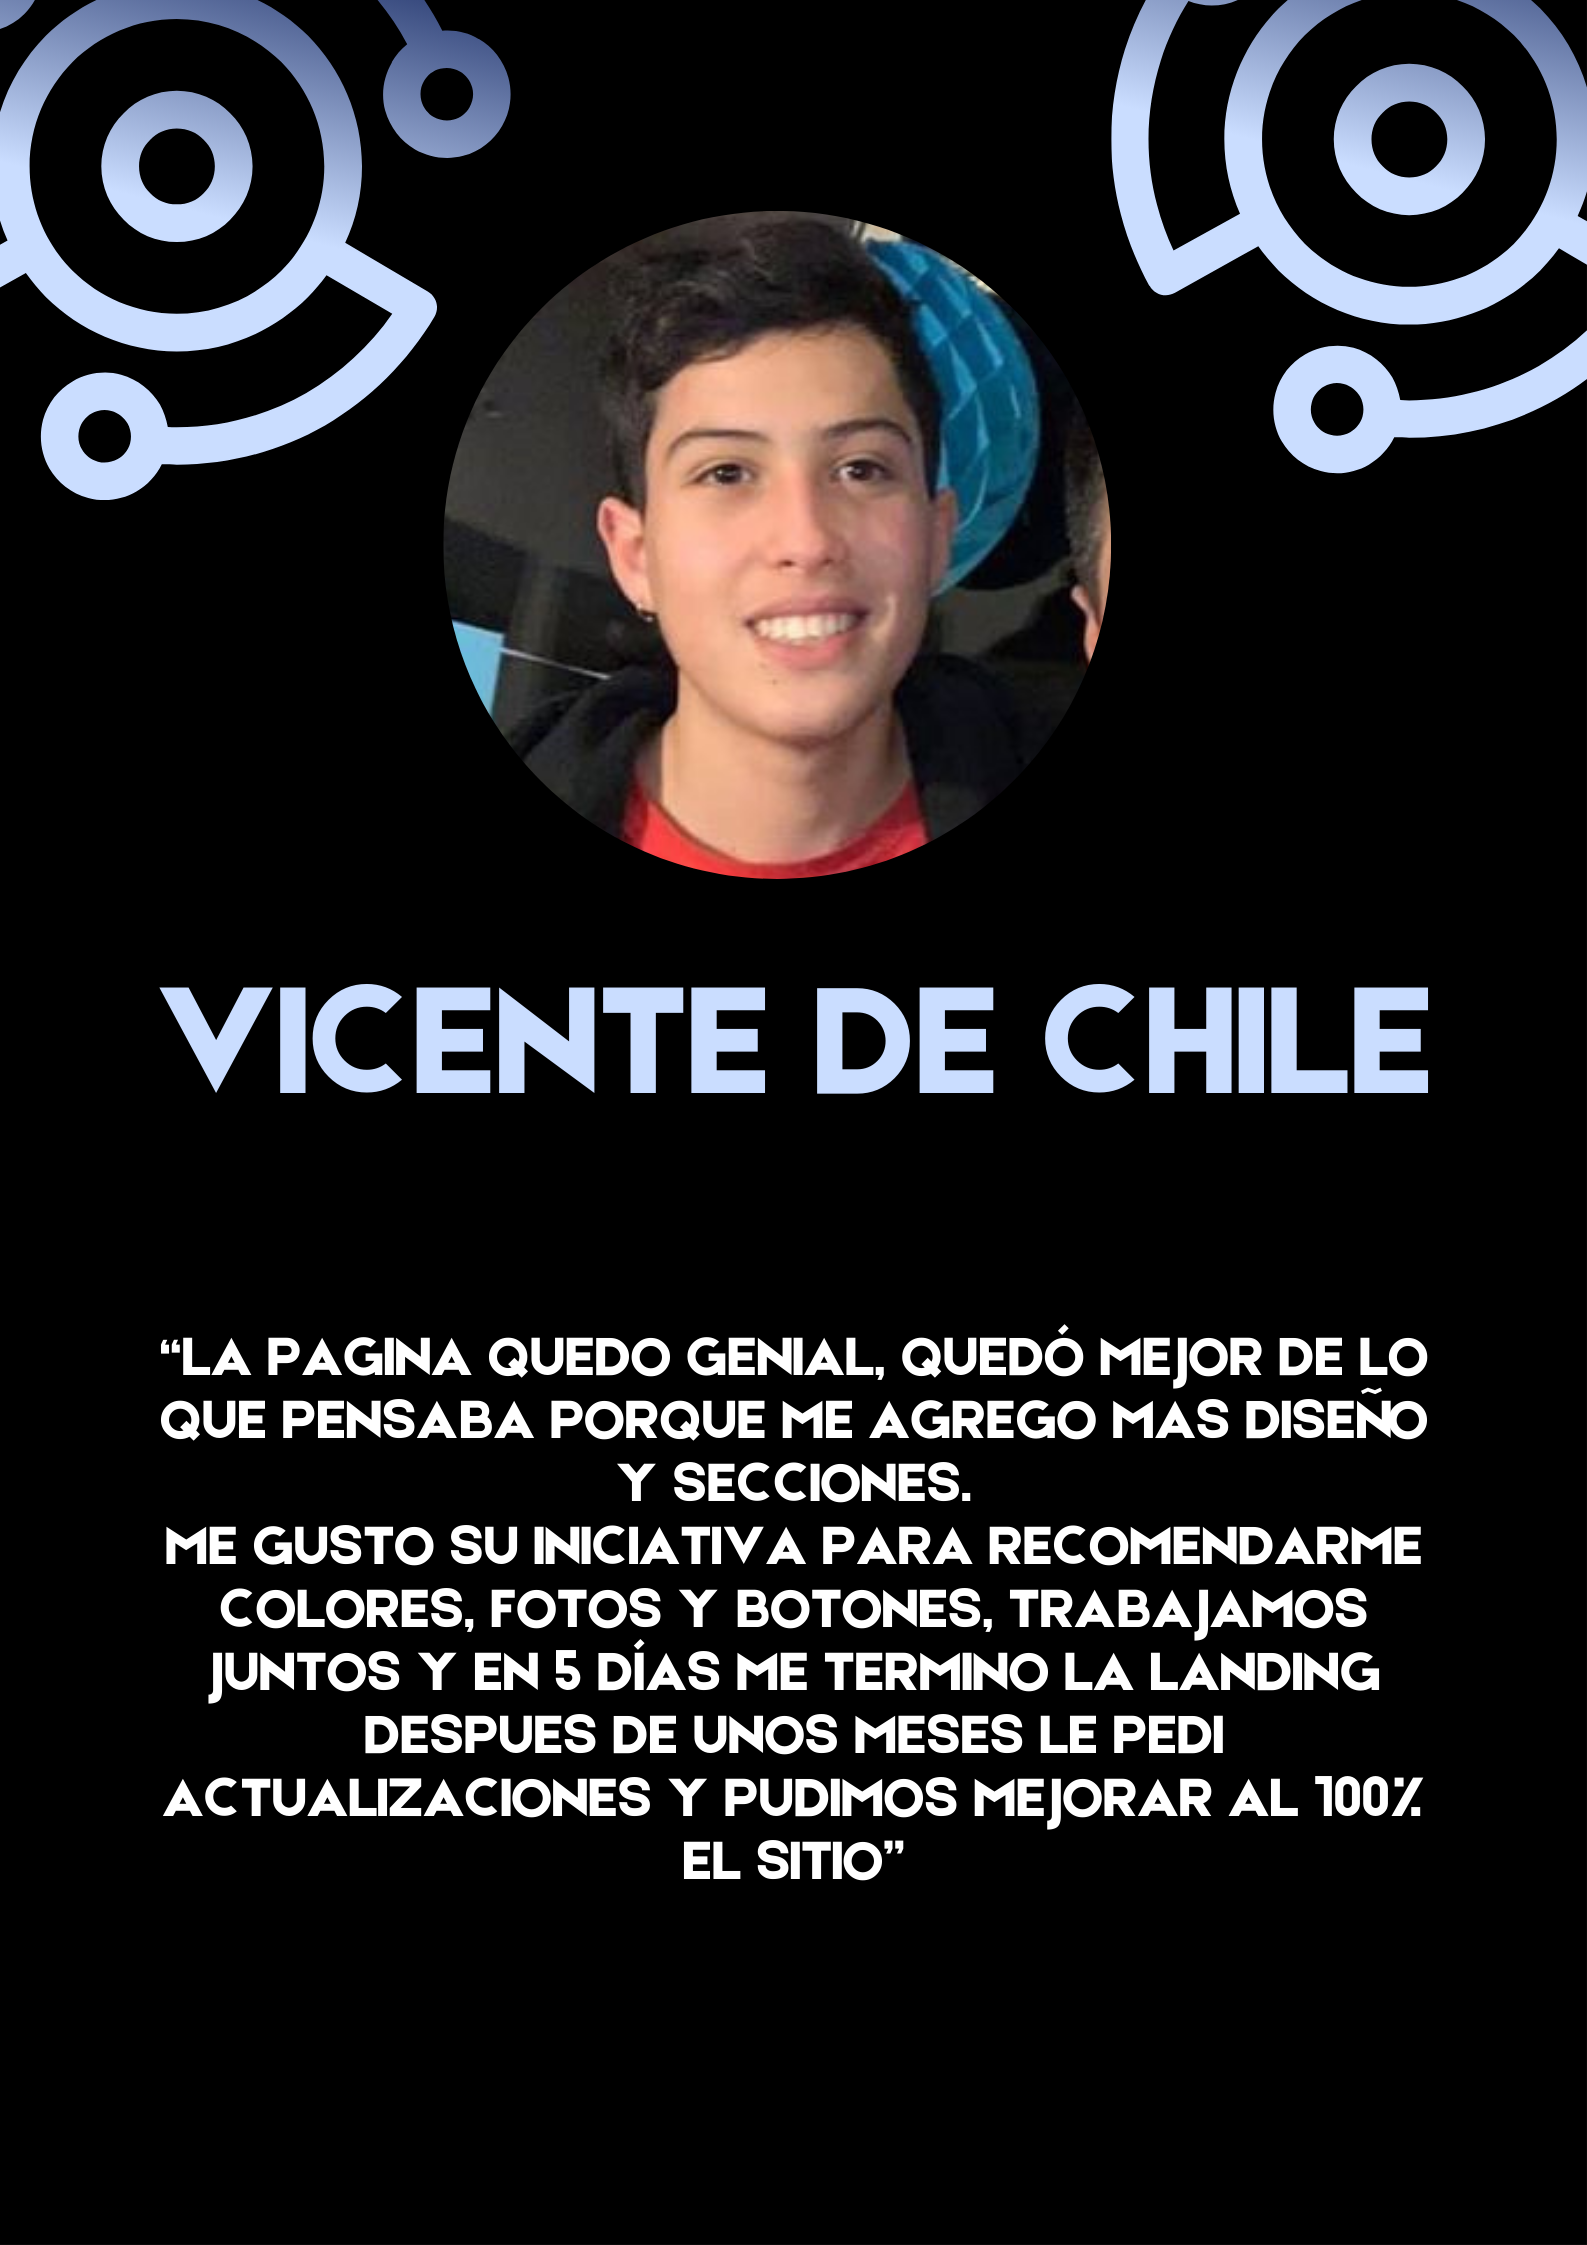 VICENTE DE CHILE
“LA PAGINA QUEDO GENIAL, QUEDÓ MEJOR DE LO
QUE PENSABA PORQUE ME AGREGO MAS DISEÑO
Y SECCIONES.
ME GUSTO SU INICIATIVA PARA RECOMENDARME
COLORES, FOTOS Y BOTONES, TRABAJAMOS
JUNTOS Y EN 5 DÍAS ME TERMINO LA LANDING
DESPUES DE UNOS MESES LE PEDI
ACTUALIZACIONES Y PUDIMOS MEJORAR AL 100%
EL SITIO”